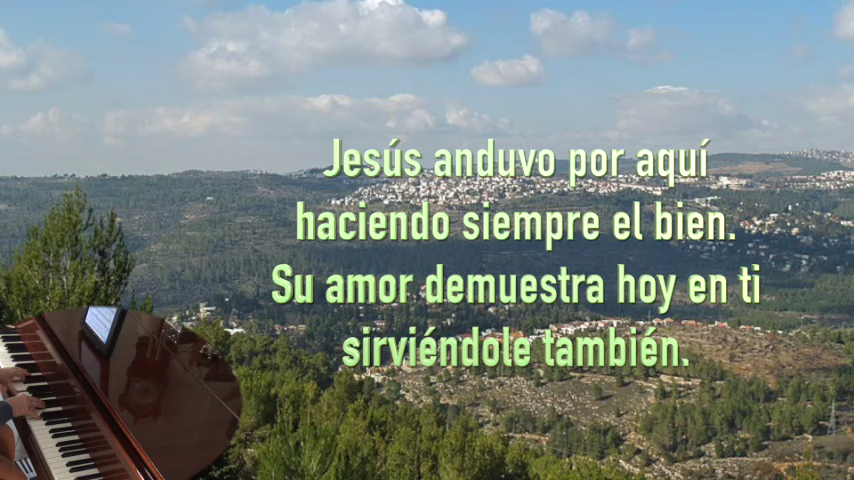 Jesús anduvo por aquí
haciendo siempre el bien.
Su amor demuestra hoy en ti
sirviéndole también.